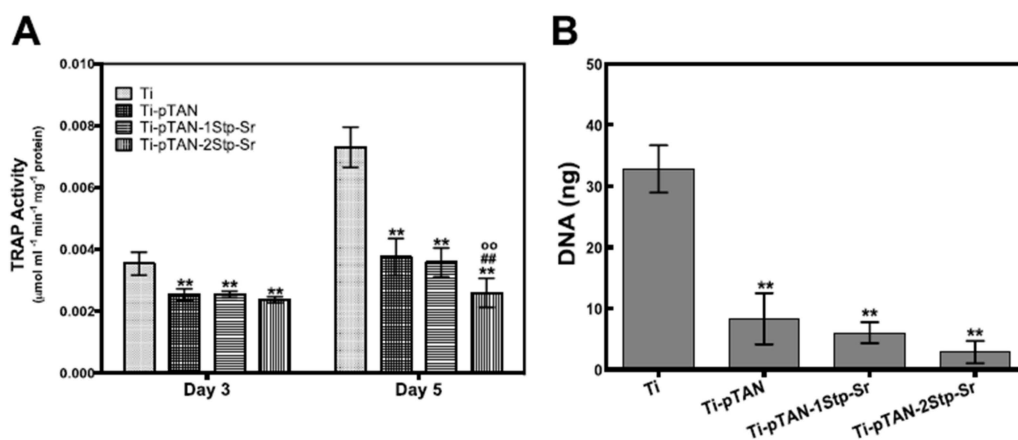 A
TRAP Activity
(μmol ml⁻¹ min⁻¹ mg⁻¹ protein)
0.010
0.008
0.006
0.004
0.002
0.000
Ti
Ti-pTAN
Ti-pTAN-1Stp-Sr
Ti-pTAN-2Stp-Sr
**
**
**
**
**
oo
##
**
Day 3
Day 5
B
DNA (ng)
50
40
30
20
10
0
**
**
**
Ti
Ti-pTAN
Ti-pTAN-1Stp-Sr
Ti-pTAN-2Stp-Sr